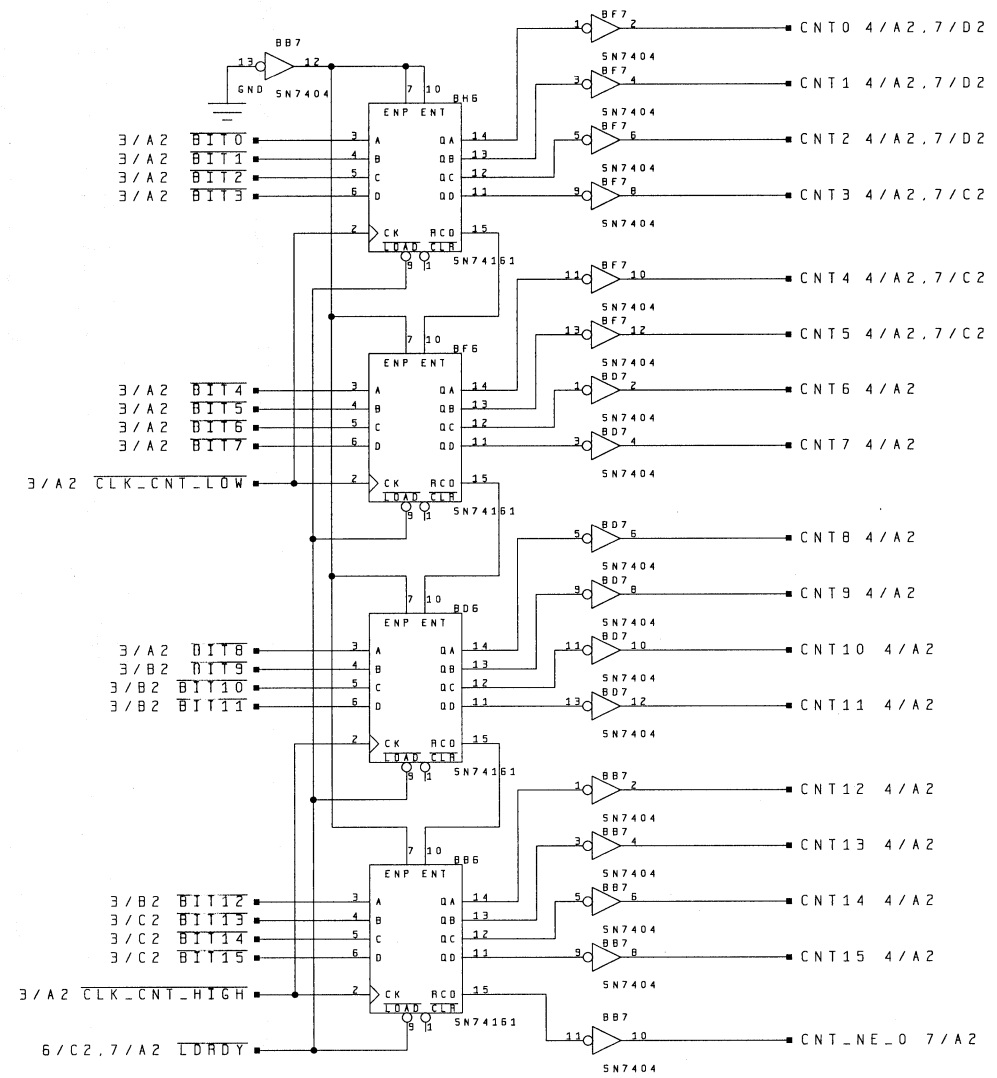 BF7
1 2 CNT0 4/A2,7/D2
SN7404
BB7
13 12
GND SN7404
BF7
3 4 CNT1 4/A2,7/D2
SN7404
7 10 BH6
ENP ENT
BF7
5 6 CNT2 4/A2,7/D2
SN7404
3/A2 BIT0 3 A QA 14
3/A2 BIT1 4 B QB 13
3/A2 BIT2 5 C QC 12
3/A2 BIT3 6 D QD 11
BF7
9 8 CNT3 4/A2,7/C2
SN7404
2 CK RCO 15
LOAD CLR
9 1 SN74161
BF7
11 10 CNT4 4/A2,7/C2
SN7404
BF7
13 12 CNT5 4/A2,7/C2
SN7404
7 10 BF6
ENP ENT
BD7
1 2 CNT6 4/A2
SN7404
3/A2 BIT4 3 A QA 14
3/A2 BIT5 4 B QB 13
3/A2 BIT6 5 C QC 12
3/A2 BIT7 6 D QD 11
BD7
3 4 CNT7 4/A2
SN7404
3/A2 CLK_CNT_LOW 2 CK RCO 15
LOAD CLR
9 1 SN74161
BD7
5 6 CNT8 4/A2
SN7404
BD7
9 8 CNT9 4/A2
SN7404
7 10 BD6
ENP ENT
BD7
11 10 CNT10 4/A2
SN7404
3/A2 BIT8 3 A QA 14
3/B2 BIT9 4 B QB 13
3/B2 BIT10 5 C QC 12
3/B2 BIT11 6 D QD 11
BD7
13 12 CNT11 4/A2
SN7404
2 CK RCO 15
LOAD CLR
9 1 SN74161
BB7
1 2 CNT12 4/A2
SN7404
BB7
3 4 CNT13 4/A2
SN7404
7 10 BB6
ENP ENT
BB7
5 6 CNT14 4/A2
SN7404
3/B2 BIT12 3 A QA 14
3/C2 BIT13 4 B QB 13
3/C2 BIT14 5 C QC 12
3/C2 BIT15 6 D QD 11
BB7
9 8 CNT15 4/A2
SN7404
3/A2 CLK_CNT_HIGH 2 CK RCO 15
LOAD CLR
9 1 SN74161
BB7
11 10 CNT_NE_0 7/A2
SN7404
6/C2,7/A2 LDRDY